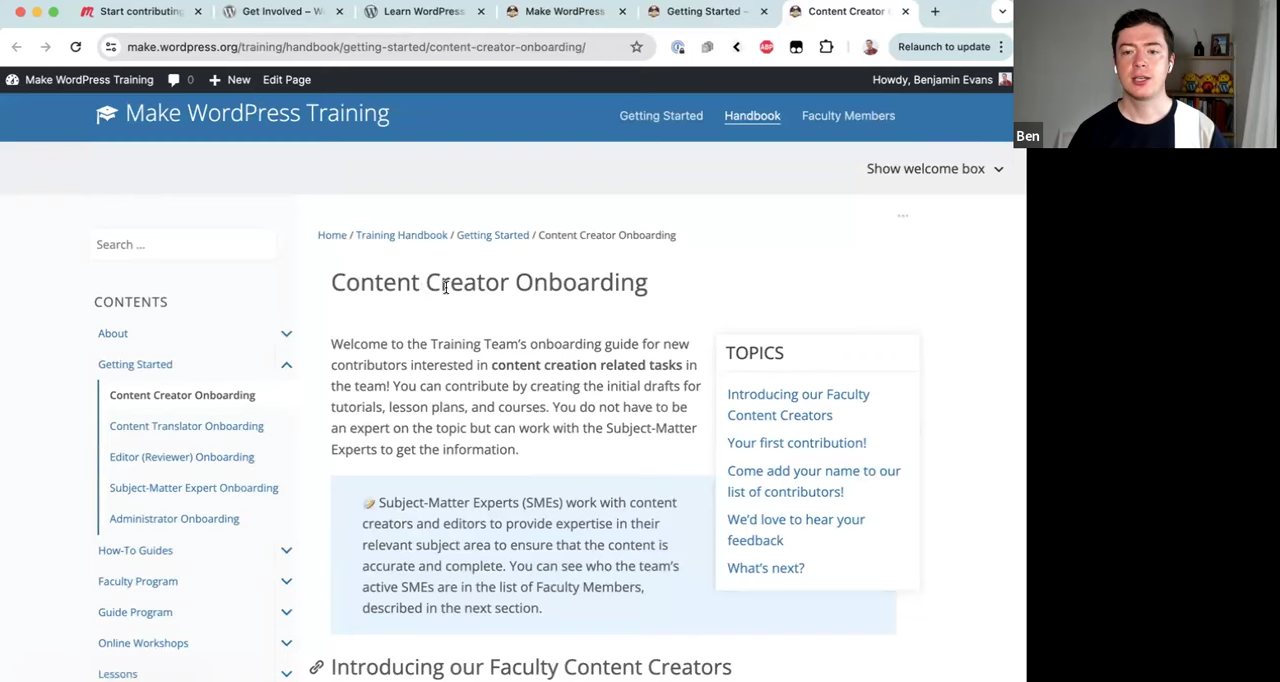 Start contributing
Get Involved – W
Learn WordPress
Make WordPress
Getting Started –
Content Creator
make.wordpress.org/training/handbook/getting-started/content-creator-onboarding/
ABP
Relaunch to update
Make WordPress Training
0
New
Edit Page
Howdy, Benjamin Evans
Make WordPress Training
Getting Started
Handbook
Faculty Members
Ben
Show welcome box
Search ...
CONTENTS
About
Getting Started
Content Creator Onboarding
Content Translator Onboarding
Editor (Reviewer) Onboarding
Subject-Matter Expert Onboarding
Administrator Onboarding
How-To Guides
Faculty Program
Guide Program
Online Workshops
Lessons
Home / Training Handbook / Getting Started / Content Creator Onboarding
Content Creator Onboarding
Welcome to the Training Team's onboarding guide for new
contributors interested in content creation related tasks in
the team! You can contribute by creating the initial drafts for
tutorials, lesson plans, and courses. You do not have to be
an expert on the topic but can work with the Subject-Matter
Experts to get the information.
Subject-Matter Experts (SMEs) work with content
creators and editors to provide expertise in their
relevant subject area to ensure that the content is
accurate and complete. You can see who the team's
active SMEs are in the list of Faculty Members,
described in the next section.
TOPICS
Introducing our Faculty
Content Creators
Your first contribution!
Come add your name to our
list of contributors!
We'd love to hear your
feedback
What's next?
Introducing our Faculty Content Creators